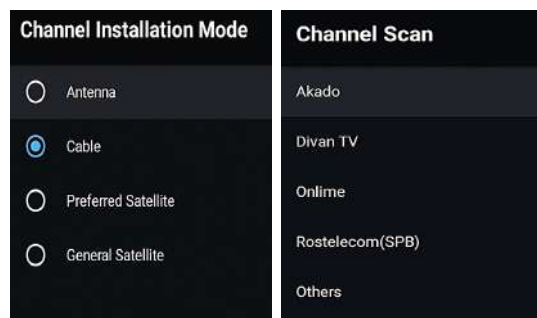 Channel Installation Mode
Antenna
Cable
Preferred Satellite
General Satellite
Channel Scan
Akado
Divan TV
Onlime
Rostelecom(SPB)
Others